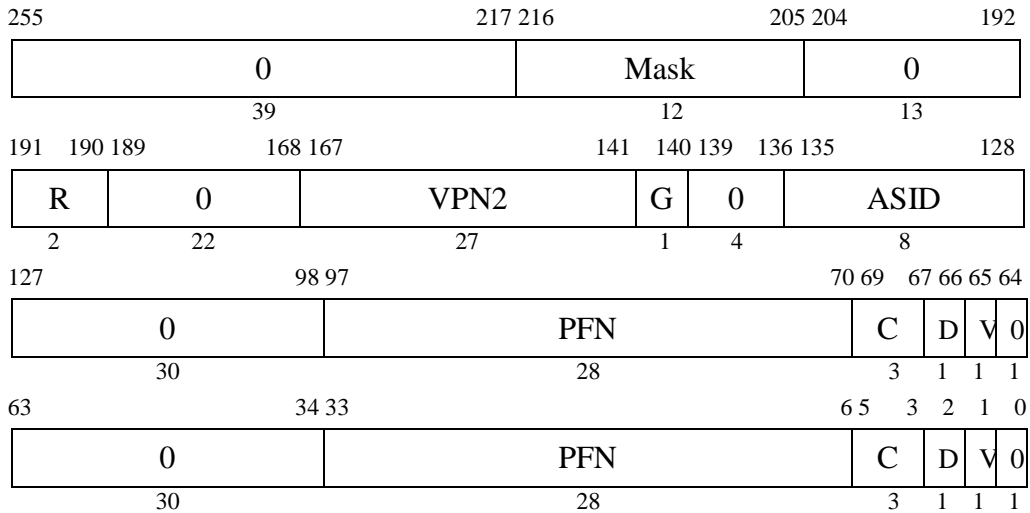 255 217 216 205 204 192
0 Mask 0
39 12 13
191 190 189 168 167 141 140 139 136 135 128
R 0 VPN2 G 0 ASID
2 22 27 1 4 8
127 98 97 70 69 67 66 65 64
0 PFN C D V 0
30 28 3 1 1 1
63 34 33 6 5 3 2 1 0
0 PFN C D V 0
30 28 3 1 1 1